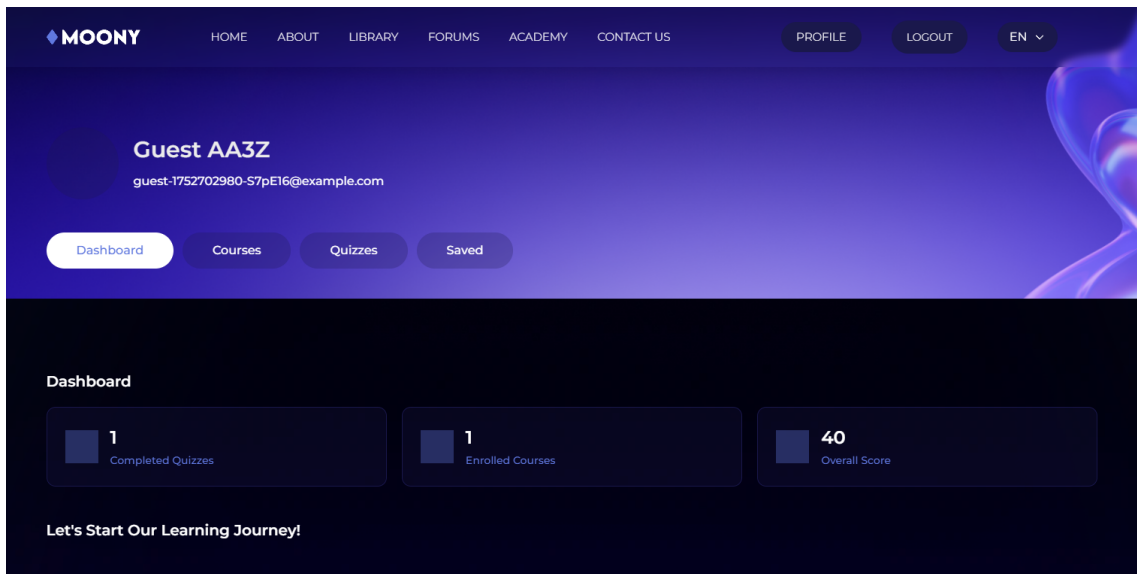 MOONY HOME ABOUT LIBRARY FORUMS ACADEMY CONTACT US PROFILE LOGOUT EN
Guest AA3Z
guest-1752702980-S7pE16@example.com
Dashboard Courses Quizzes Saved
Dashboard
1
Completed Quizzes
1
Enrolled Courses
40
Overall Score
Let's Start Our Learning Journey!